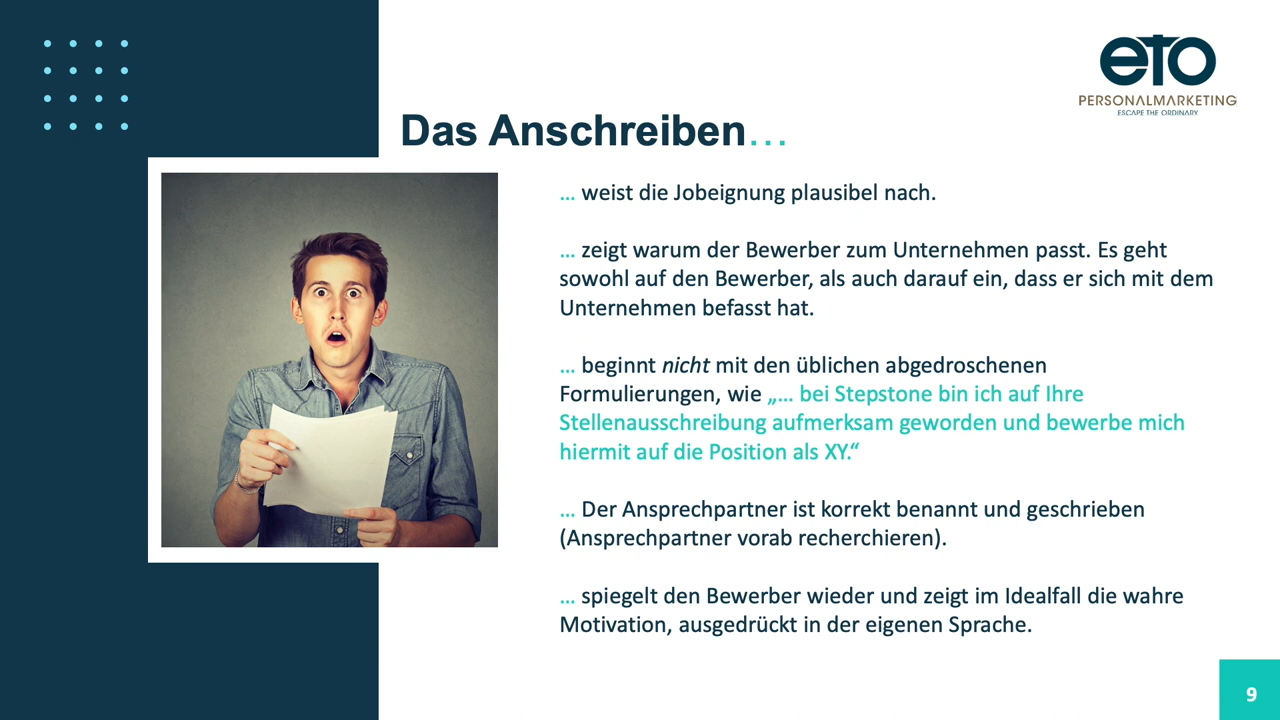 eTo
PERSONALMARKETING
ESCAPE THE ORDINARY
Das Anschreiben...
... weist die Jobeignung plausibel nach.
... zeigt warum der Bewerber zum Unternehmen passt. Es geht
sowohl auf den Bewerber, als auch darauf ein, dass er sich mit dem
Unternehmen befasst hat.
... beginnt nicht mit den üblichen abgedroschenen
Formulierungen, wie „... bei Stepstone bin ich auf Ihre
Stellenausschreibung aufmerksam geworden und bewerbe mich
hiermit auf die Position als XY.“
... Der Ansprechpartner ist korrekt benannt und geschrieben
(Ansprechpartner vorab recherchieren).
... spiegelt den Bewerber wieder und zeigt im Idealfall die wahre
Motivation, ausgedrückt in der eigenen Sprache.
9